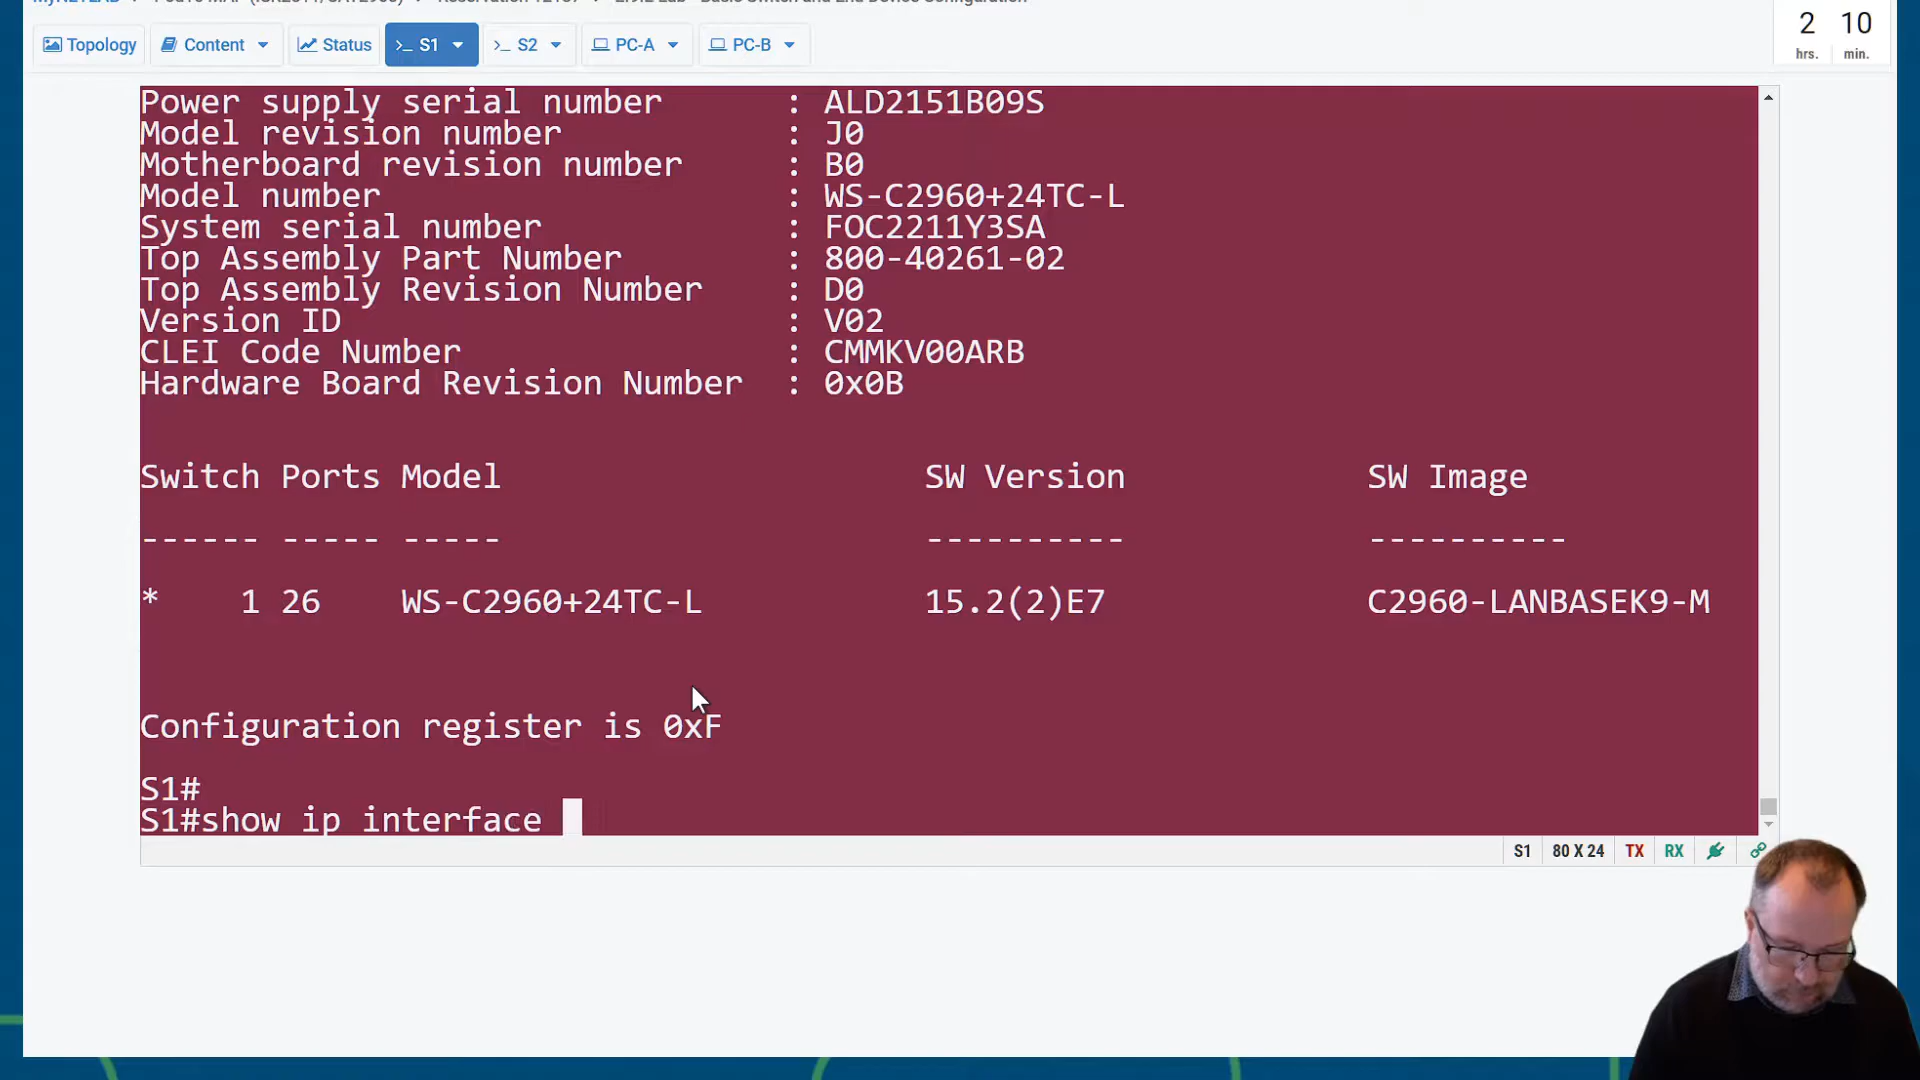 Topology
Content
Status
S1
S2
PC-A
PC-B
2 10
hrs. min.
Power supply serial number : ALD2151B09S
Model revision number : J0
Motherboard revision number : B0
Model number : WS-C2960+24TC-L
System serial number : FOC2211Y3SA
Top Assembly Part Number : 800-40261-02
Top Assembly Revision Number : D0
Version ID : V02
CLEI Code Number : CMMKV00ARB
Hardware Board Revision Number : 0x0B
Switch Ports Model SW Version SW Image
------ ----- ----- ---------- ----------
* 1 26 WS-C2960+24TC-L 15.2(2)E7 C2960-LANBASEK9-M
Configuration register is 0xF
S1#
S1#show ip interface
S1 80 X 24 TX RX